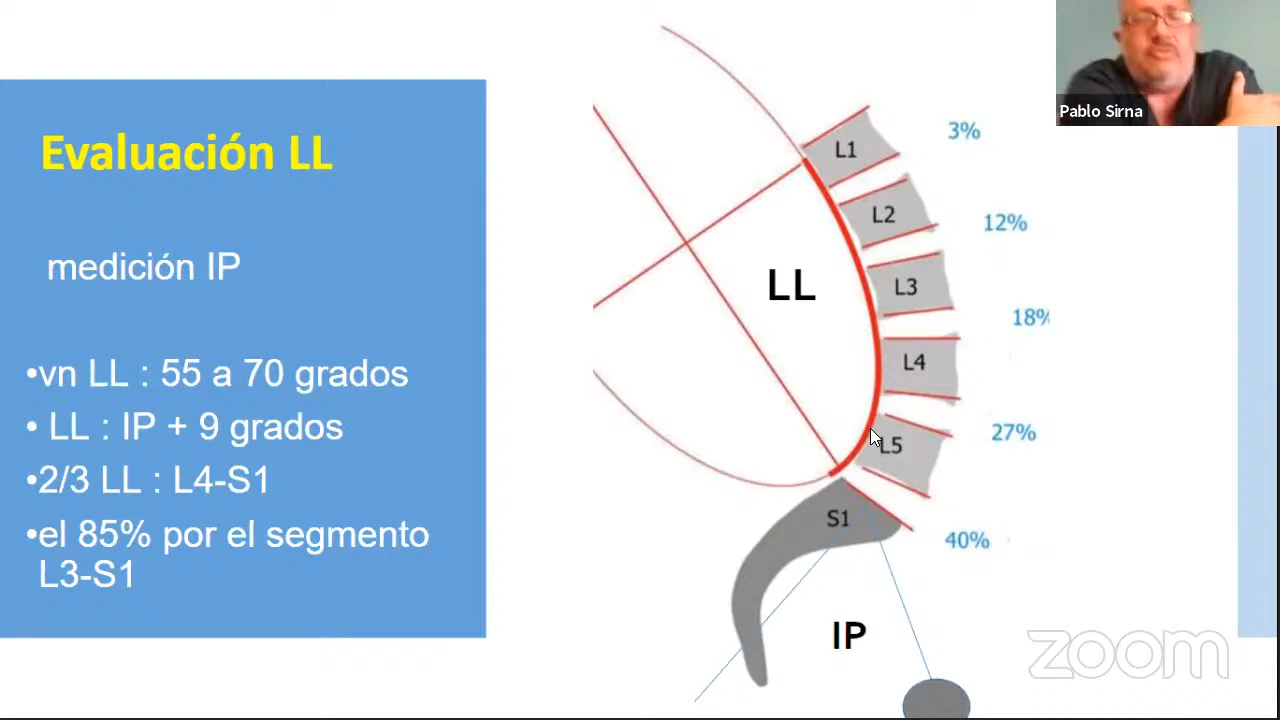 Pablo Sirna
Evaluación LL
medición IP
•vn LL : 55 a 70 grados
• LL : IP + 9 grados
•2/3 LL : L4-S1
•el 85% por el segmento
L3-S1
L1
3%
L2
12%
LL
L3
18%
L4
27%
L5
S1
40%
IP
zoom